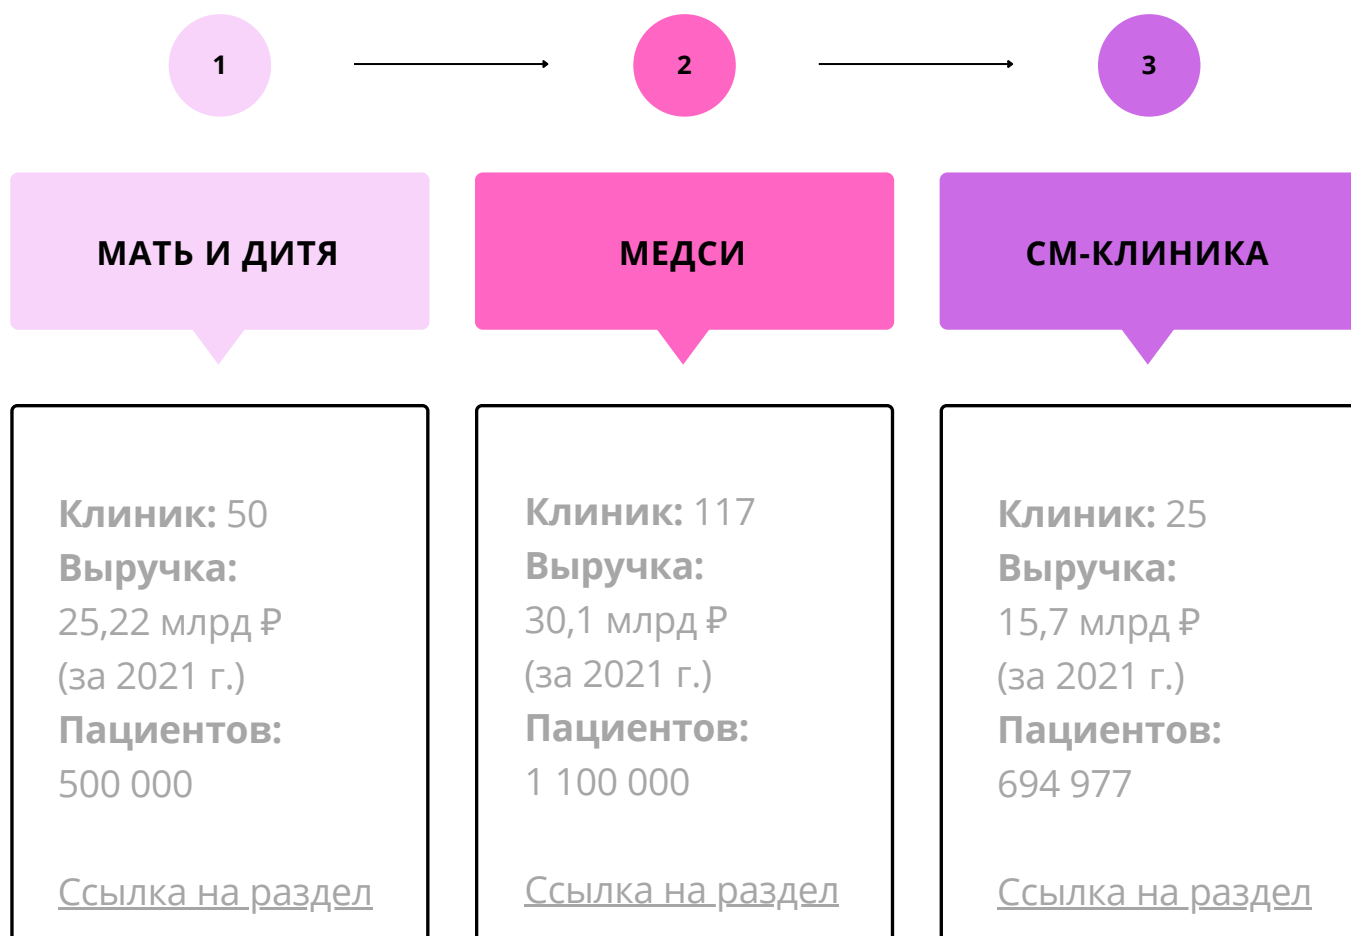 1
2
3
МАТЬ И ДИТЯ
МЕДСИ
СМ-КЛИНИКА
Клиник: 50
Выручка:
25,22 млрд ₽
(за 2021 г.)
Пациентов:
500 000
Ссылка на раздел
Клиник: 117
Выручка:
30,1 млрд ₽
(за 2021 г.)
Пациентов:
1 100 000
Ссылка на раздел
Клиник: 25
Выручка:
15,7 млрд ₽
(за 2021 г.)
Пациентов:
694 977
Ссылка на раздел